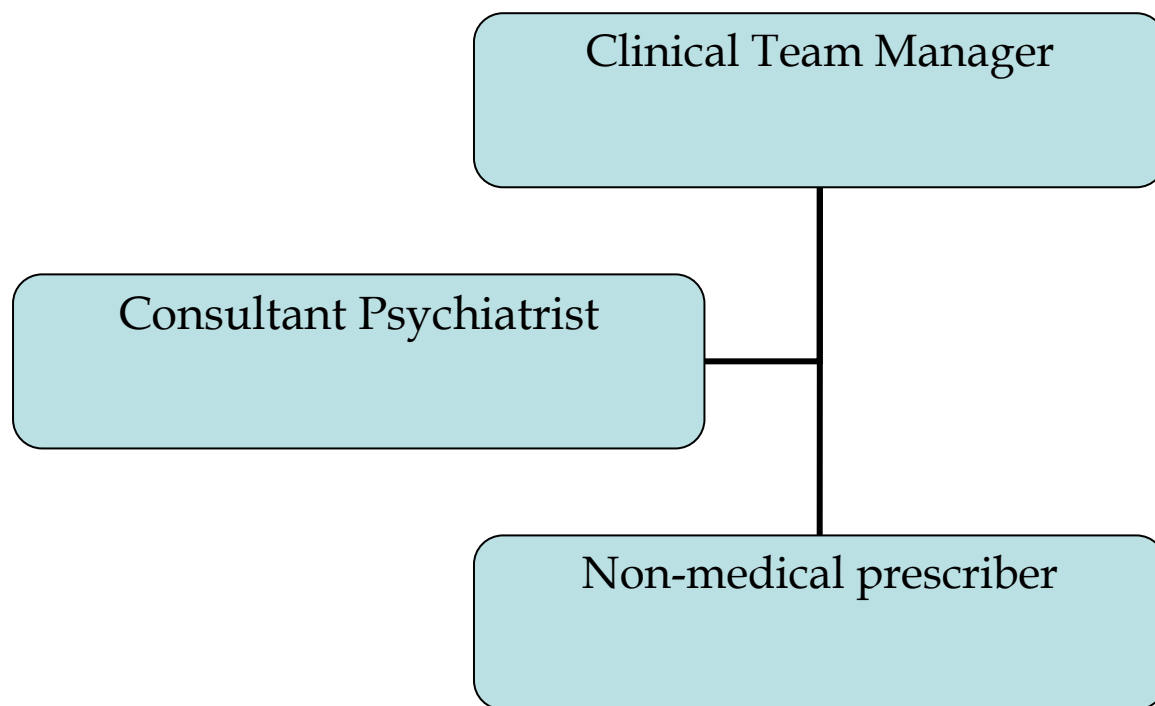 Clinical Team Manager
Consultant Psychiatrist
Non-medical prescriber